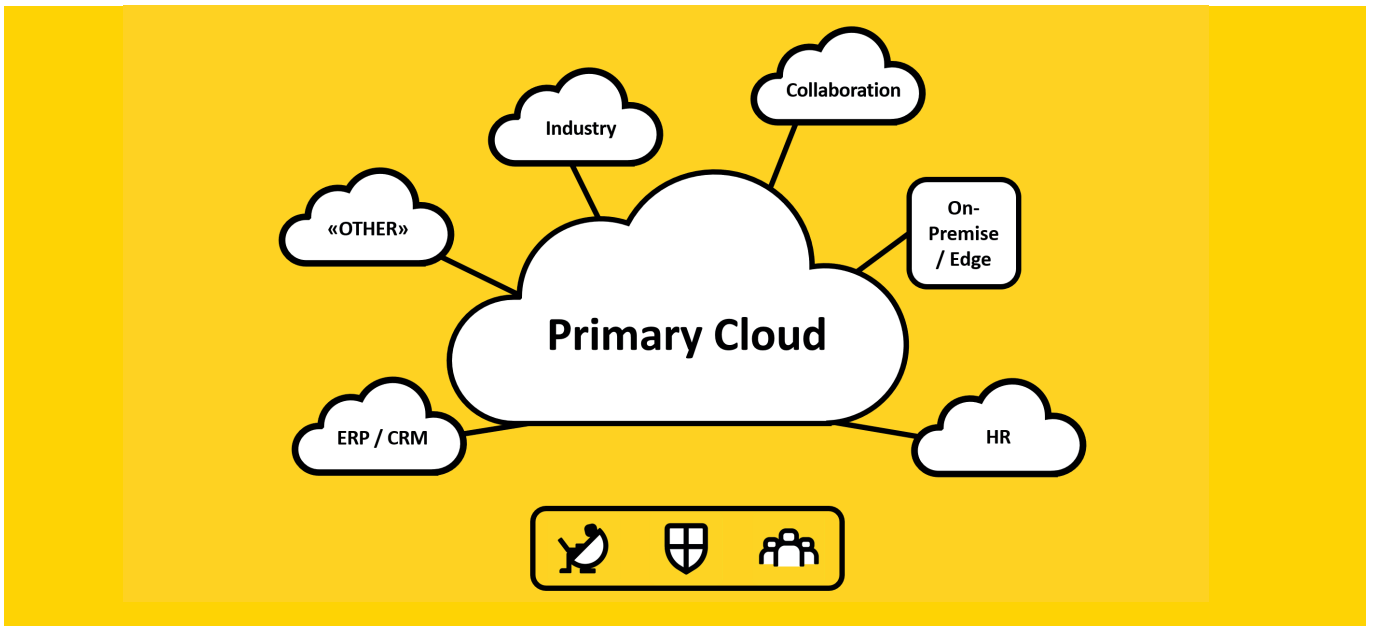 Collaboration
Industry
On-
Premise
/ Edge
«OTHER»
Primary Cloud
ERP / CRM
HR